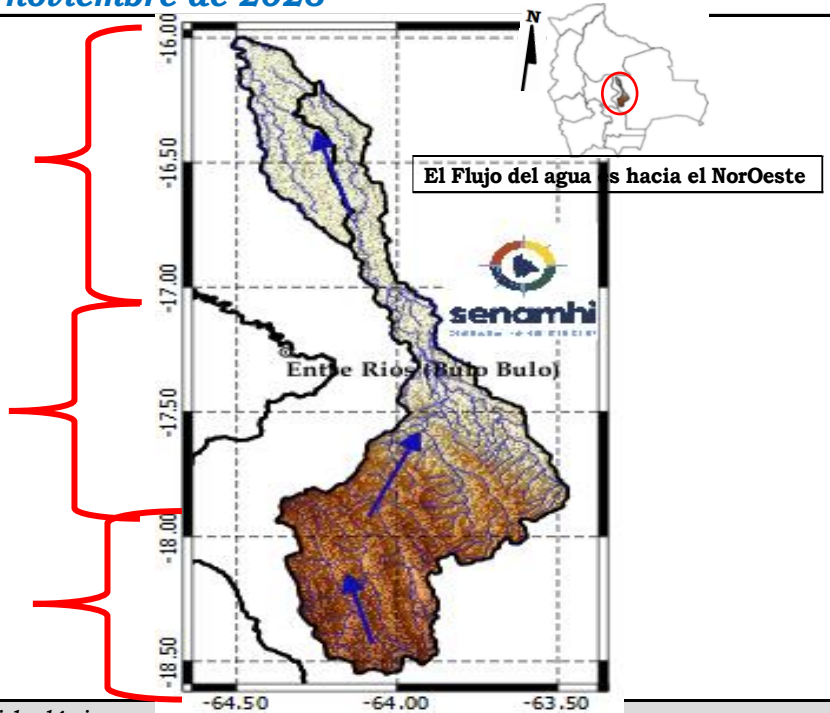 noviembre de 2023
N
El Flujo del agua es hacia el NorOeste
senamhi
Entre Rios (Bulo Bulo)
-16.00
-16.50
-17.00
-17.50
-18.00
-18.50
-64.50 -64.00 -63.50